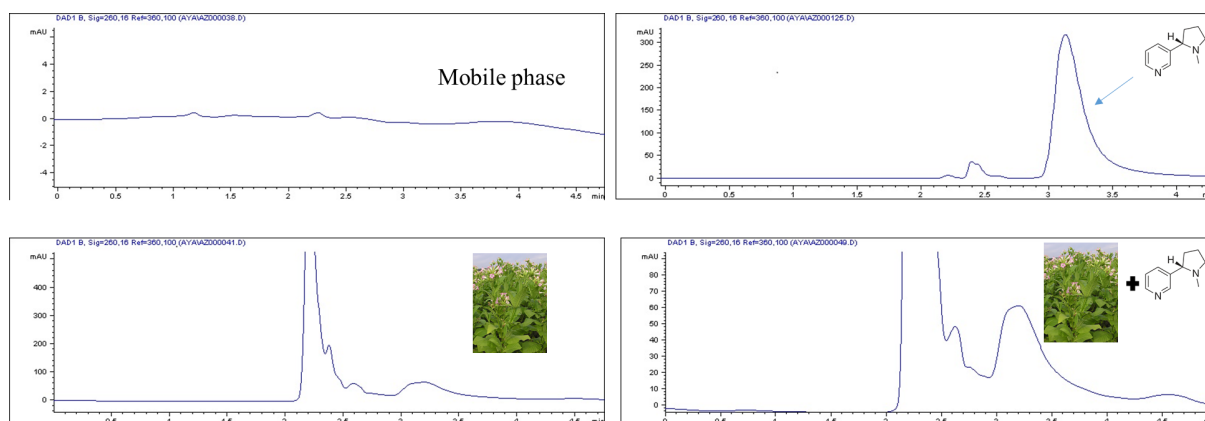 DAD1 B, Sig=260,16 Ref=360,100 (AYA\AZ000038.D)
mAU
4
2
0
-2
-4
Mobile phase
0 0.5 1 1.5 2 2.5 3 3.5 4 4.5 min
DAD1 B, Sig=260,16 Ref=360,100 (AYA\AZ000125.D)
mAU
300
250
200
150
100
50
0
H
N
N
0 0.5 1 1.5 2 2.5 3 3.5 4
DAD1 B, Sig=260,16 Ref=360,100 (AYA\AZ000041.D)
mAU
400
300
200
100
0
DAD1 B, Sig=260,16 Ref=360,100 (AYA\AZ000049.D)
mAU
80
60
50
40
30
20
10
0
+
H
N
N